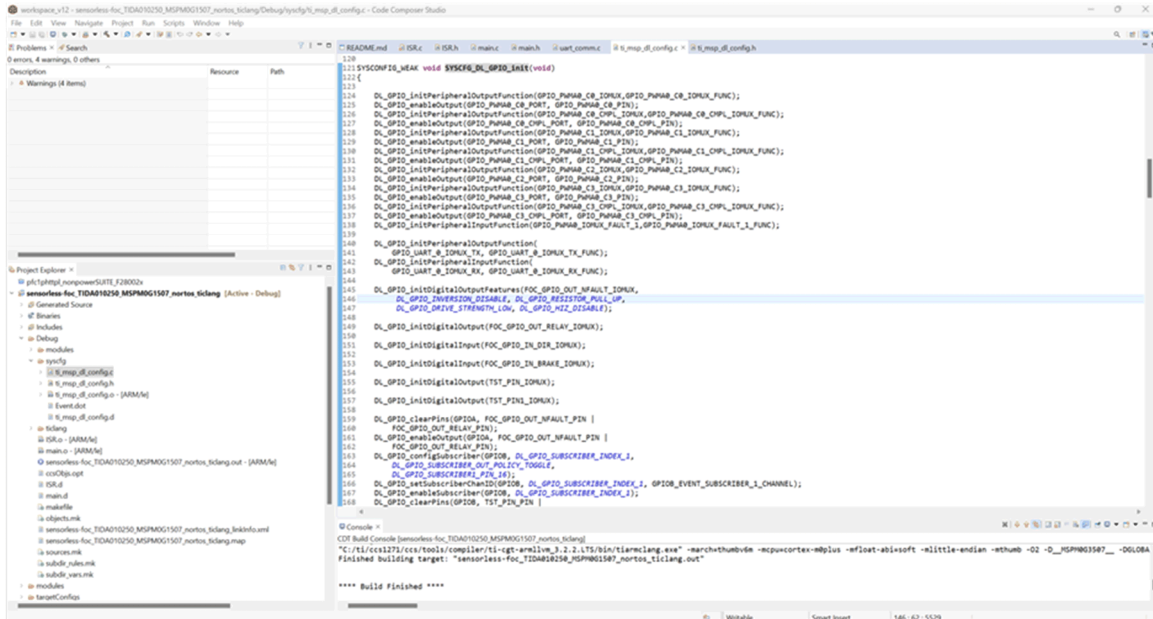 workspace_v12 - sensorless-foc_TIDA010250_MSPM0G1507_nortos_ticlang/Debug/syscfg/ti_msp_dl_config.c - Code Composer Studio
File Edit View Navigate Project Run Scripts Window Help
Problems × Search
0 errors, 4 warnings, 0 others
Description Resource Path
Warnings (4 items)
Project Explorer ×
pfc1phttpl_nonpowerSUITE_F28002x
sensorless-foc_TIDA010250_MSPM0G1507_nortos_ticlang [Active - Debug]
Generated Source
Binaries
Includes
Debug
modules
syscfg
ti_msp_dl_config.c
ti_msp_dl_config.h
ti_msp_dl_config.o - [ARM/le]
Event.dot
ti_msp_dl_config.d
ticlang
ISR.o - [ARM/le]
main.o - [ARM/le]
sensorless-foc_TIDA010250_MSPM0G1507_nortos_ticlang.out - [ARM/le]
ccsObjs.opt
ISR.d
main.d
makefile
objects.mk
sensorless-foc_TIDA010250_MSPM0G1507_nortos_ticlang_linkInfo.xml
sensorless-foc_TIDA010250_MSPM0G1507_nortos_ticlang.map
sources.mk
subdir_rules.mk
subdir_vars.mk
modules
targetConfigs
README.md ISR.c ISR.h main.c main.h uart_comm.c ti_msp_dl_config.c × ti_msp_dl_config.h
120
121 SYSCONFIG_WEAK void SYSCFG_DL_GPIO_init(void)
122 {
123
124 DL_GPIO_initPeripheralOutputFunction(GPIO_PWMA0_C0_IOMUX,GPIO_PWMA0_C0_IOMUX_FUNC);
125 DL_GPIO_enableOutput(GPIO_PWMA0_C0_PORT, GPIO_PWMA0_C0_PIN);
126 DL_GPIO_initPeripheralOutputFunction(GPIO_PWMA0_C0_CMPL_IOMUX,GPIO_PWMA0_C0_CMPL_IOMUX_FUNC);
127 DL_GPIO_enableOutput(GPIO_PWMA0_C0_CMPL_PORT, GPIO_PWMA0_C0_CMPL_PIN);
128 DL_GPIO_initPeripheralOutputFunction(GPIO_PWMA0_C1_IOMUX,GPIO_PWMA0_C1_IOMUX_FUNC);
129 DL_GPIO_enableOutput(GPIO_PWMA0_C1_PORT, GPIO_PWMA0_C1_PIN);
130 DL_GPIO_initPeripheralOutputFunction(GPIO_PWMA0_C1_CMPL_IOMUX,GPIO_PWMA0_C1_CMPL_IOMUX_FUNC);
131 DL_GPIO_enableOutput(GPIO_PWMA0_C1_CMPL_PORT, GPIO_PWMA0_C1_CMPL_PIN);
132 DL_GPIO_initPeripheralOutputFunction(GPIO_PWMA0_C2_IOMUX,GPIO_PWMA0_C2_IOMUX_FUNC);
133 DL_GPIO_enableOutput(GPIO_PWMA0_C2_PORT, GPIO_PWMA0_C2_PIN);
134 DL_GPIO_initPeripheralOutputFunction(GPIO_PWMA0_C3_IOMUX,GPIO_PWMA0_C3_IOMUX_FUNC);
135 DL_GPIO_enableOutput(GPIO_PWMA0_C3_PORT, GPIO_PWMA0_C3_PIN);
136 DL_GPIO_initPeripheralOutputFunction(GPIO_PWMA0_C3_CMPL_IOMUX,GPIO_PWMA0_C3_CMPL_IOMUX_FUNC);
137 DL_GPIO_enableOutput(GPIO_PWMA0_C3_CMPL_PORT, GPIO_PWMA0_C3_CMPL_PIN);
138 DL_GPIO_initPeripheralInputFunction(GPIO_PWMA0_IOMUX_FAULT_1,GPIO_PWMA0_IOMUX_FAULT_1_FUNC);
139
140 DL_GPIO_initPeripheralOutputFunction(
141 GPIO_UART_0_IOMUX_TX, GPIO_UART_0_IOMUX_TX_FUNC);
142 DL_GPIO_initPeripheralInputFunction(
143 GPIO_UART_0_IOMUX_RX, GPIO_UART_0_IOMUX_RX_FUNC);
144
145 DL_GPIO_initDigitalOutputFeatures(FOC_GPIO_OUT_NFAULT_IOMUX,
146 DL_GPIO_INVERSION_DISABLE, DL_GPIO_RESISTOR_PULL_UP,
147 DL_GPIO_DRIVE_STRENGTH_LOW, DL_GPIO_HIZ_DISABLE);
148
149 DL_GPIO_initDigitalOutput(FOC_GPIO_OUT_RELAY_IOMUX);
150
151 DL_GPIO_initDigitalInput(FOC_GPIO_IN_DIR_IOMUX);
152
153 DL_GPIO_initDigitalInput(FOC_GPIO_IN_BRAKE_IOMUX);
154
155 DL_GPIO_initDigitalOutput(TST_PIN_IOMUX);
156
157 DL_GPIO_initDigitalOutput(TST_PIN1_IOMUX);
158
159 DL_GPIO_clearPins(GPIOA, FOC_GPIO_OUT_NFAULT_PIN |
160 FOC_GPIO_OUT_RELAY_PIN);
161 DL_GPIO_enableOutput(GPIOA, FOC_GPIO_OUT_NFAULT_PIN |
162 FOC_GPIO_OUT_RELAY_PIN);
163 DL_GPIO_configSubscriber(GPIOB, DL_GPIO_SUBSCRIBER_INDEX_1,
164 DL_GPIO_SUBSCRIBER_OUT_POLICY_TOGGLE,
165 DL_GPIO_SUBSCRIBER1_PIN_16);
166 DL_GPIO_setSubscriberChanID(GPIOB, DL_GPIO_SUBSCRIBER_INDEX_1, GPIOB_EVENT_SUBSCRIBER_1_CHANNEL);
167 DL_GPIO_enableSubscriber(GPIOB, DL_GPIO_SUBSCRIBER_INDEX_1);
168 DL_GPIO_clearPins(GPIOB, TST_PIN_PIN |
Console ×
CDT Build Console [sensorless-foc_TIDA010250_MSPM0G1507_nortos_ticlang]
"C:/ti/ccs1271/ccs/tools/compiler/ti-cgt-armllvm_3.2.2.LTS/bin/tiarmclang.exe" -march=thumbv6m -mcpu=cortex-m0plus -mfloat-abi=soft -mlittle-endian -mthumb -O2 -D__MSPM0G3507__ -DGLOBA
Finished building target: "sensorless-foc_TIDA010250_MSPM0G1507_nortos_ticlang.out"
**** Build Finished ****
Writable Smart Insert 146 : 62 : 5529